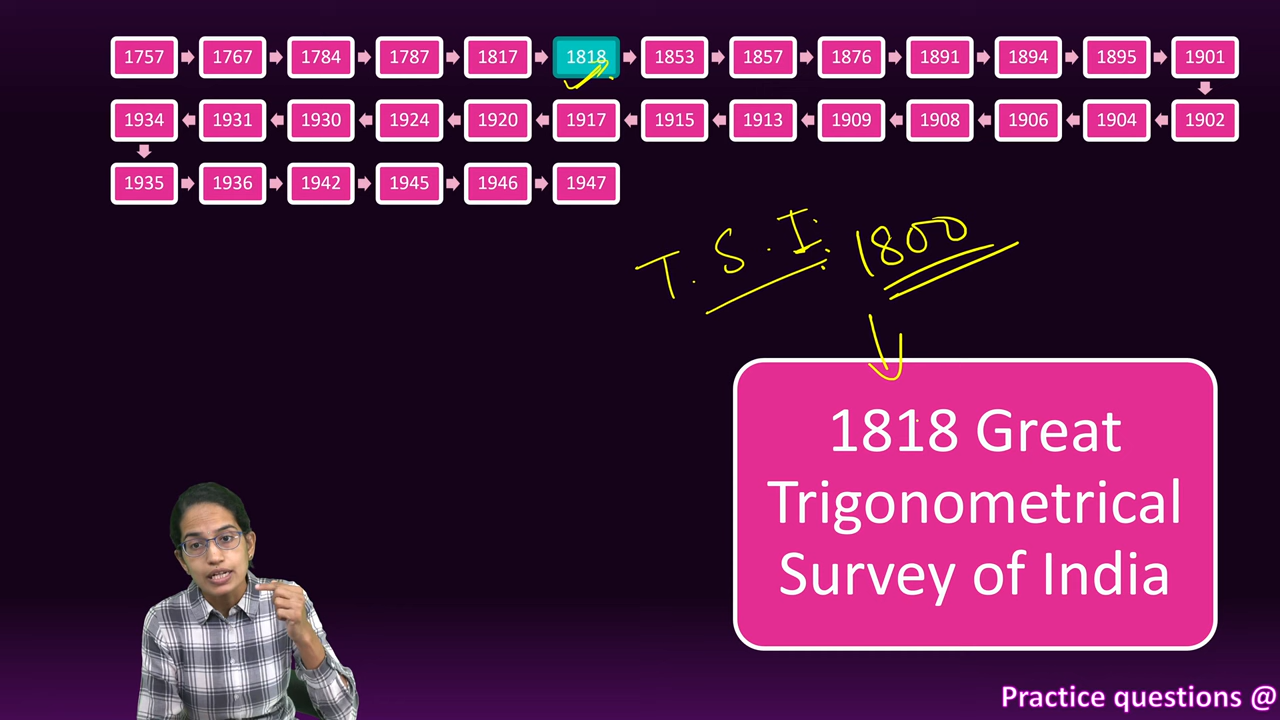 1757 1767 1784 1787 1817 1818 1853 1857 1876 1891 1894 1895 1901
1934 1931 1930 1924 1920 1917 1915 1913 1909 1908 1906 1904 1902
1935 1936 1942 1945 1946 1947
T. S. I. 1800
1818 Great
Trigonometrical
Survey of India
Practice questions @